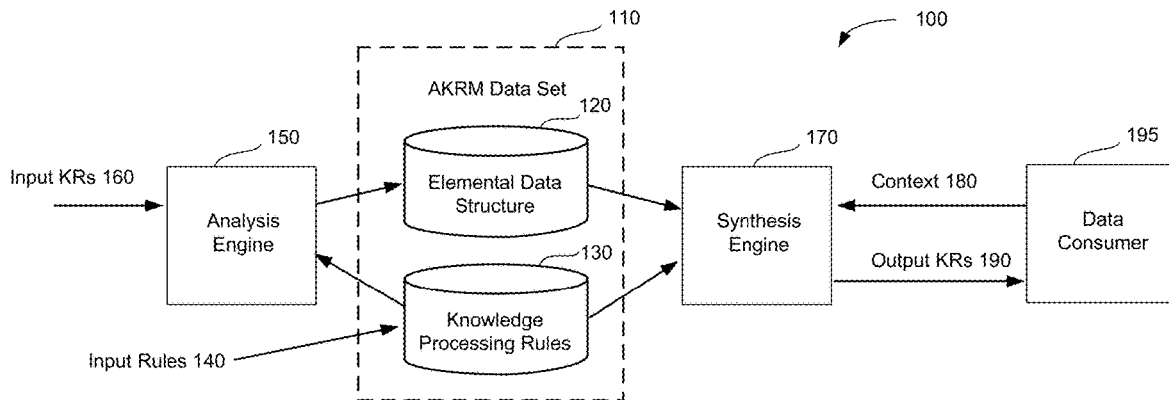 110
100
AKRM Data Set
120
150
170
195
Input KRs 160
Analysis
Engine
Elemental Data
Structure
Synthesis
Engine
Context 180
Data
Consumer
Output KRs 190
130
Knowledge
Processing Rules
Input Rules 140